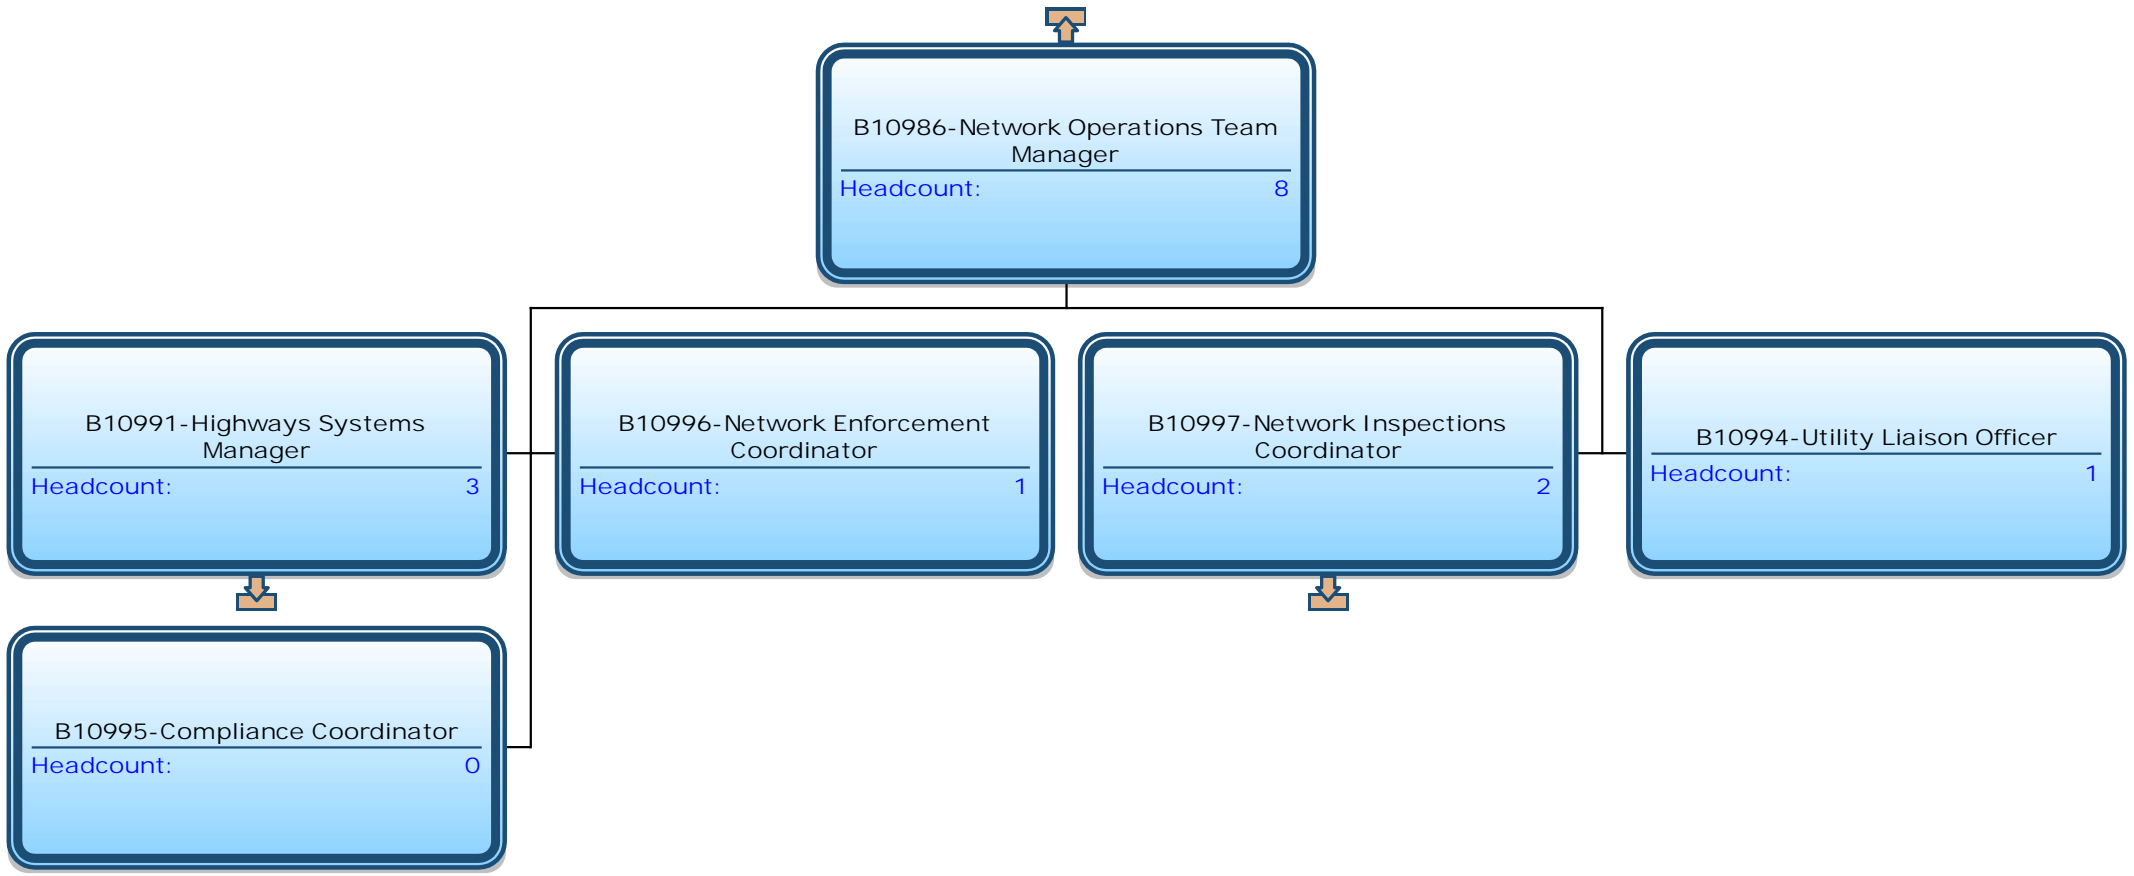 B10986-Network Operations Team
Manager
Headcount: 8
B10991-Highways Systems
Manager
Headcount: 3
B10996-Network Enforcement
Coordinator
Headcount: 1
B10997-Network Inspections
Coordinator
Headcount: 2
B10994-Utility Liaison Officer
Headcount: 1
B10995-Compliance Coordinator
Headcount: 0